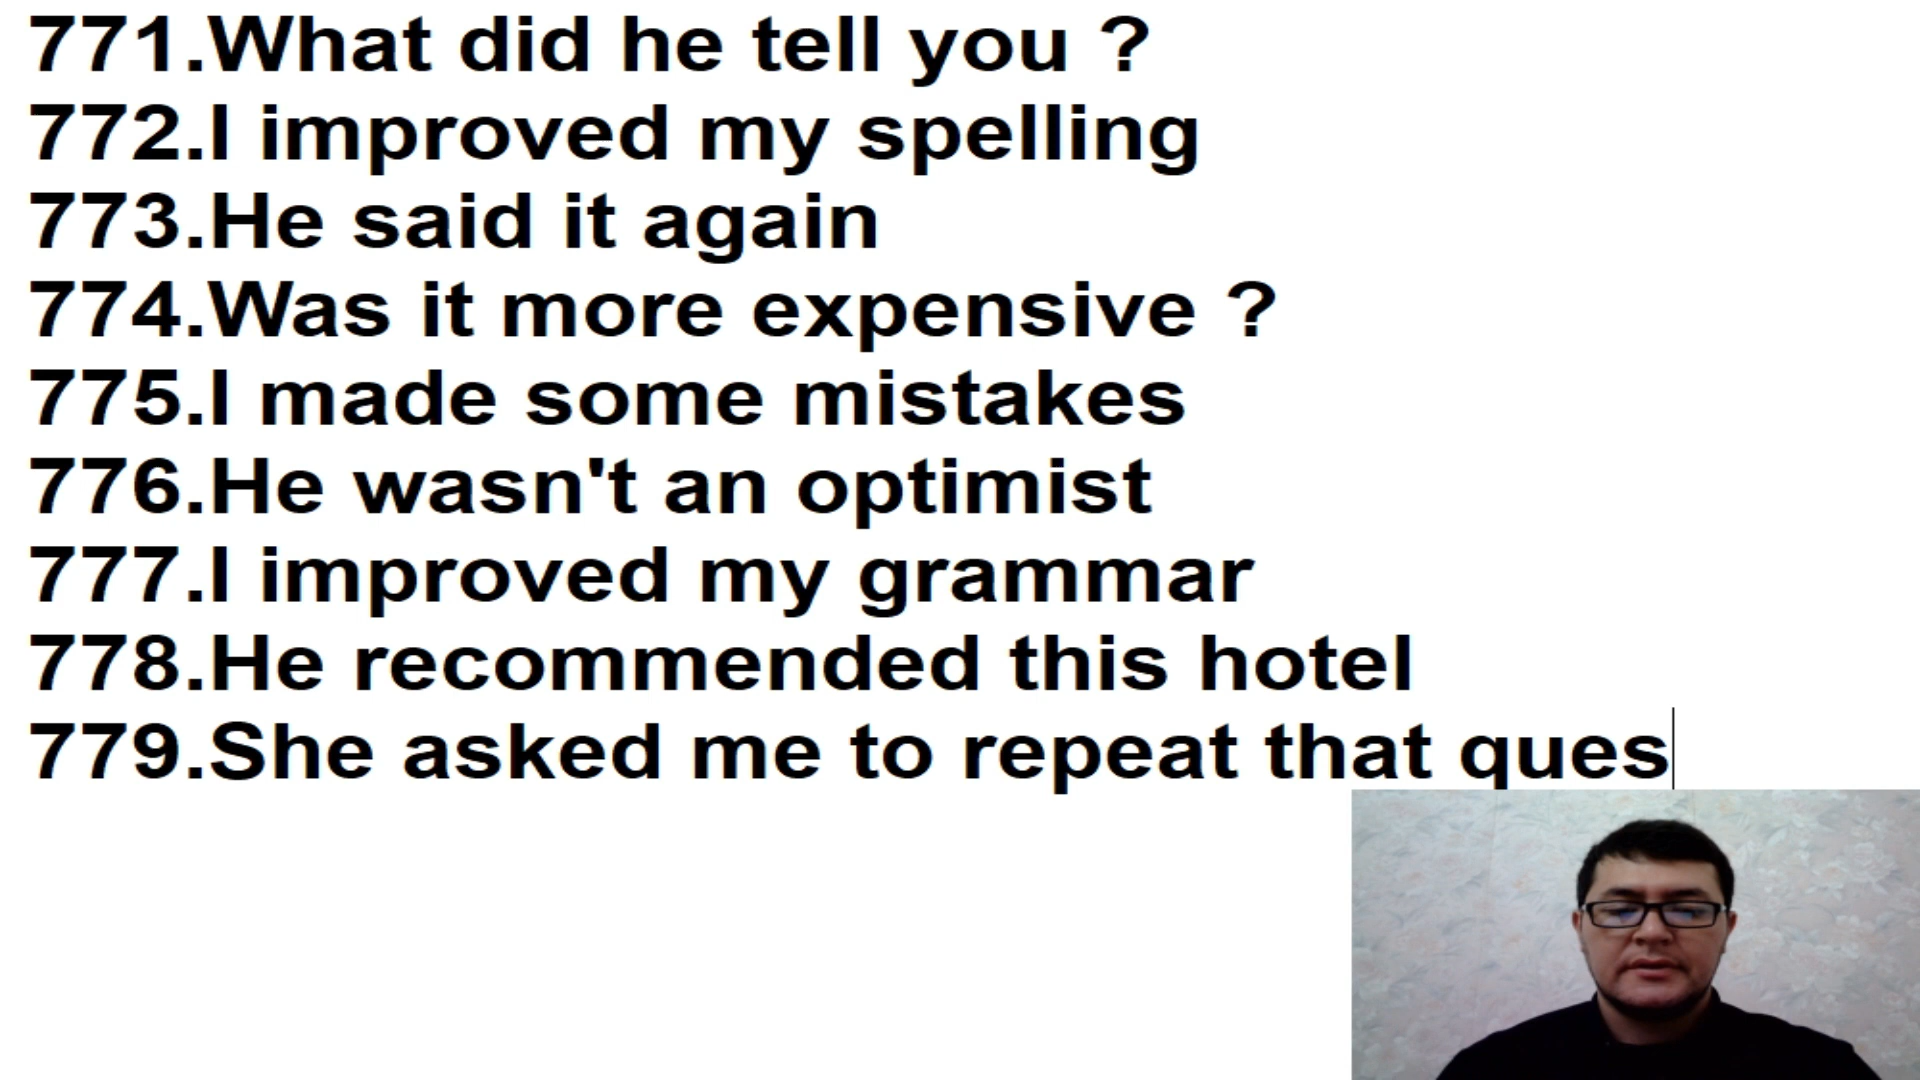 771.What did he tell you ?
772.I improved my spelling
773.He said it again
774.Was it more expensive ?
775.I made some mistakes
776.He wasn't an optimist
777.I improved my grammar
778.He recommended this hotel
779.She asked me to repeat that ques